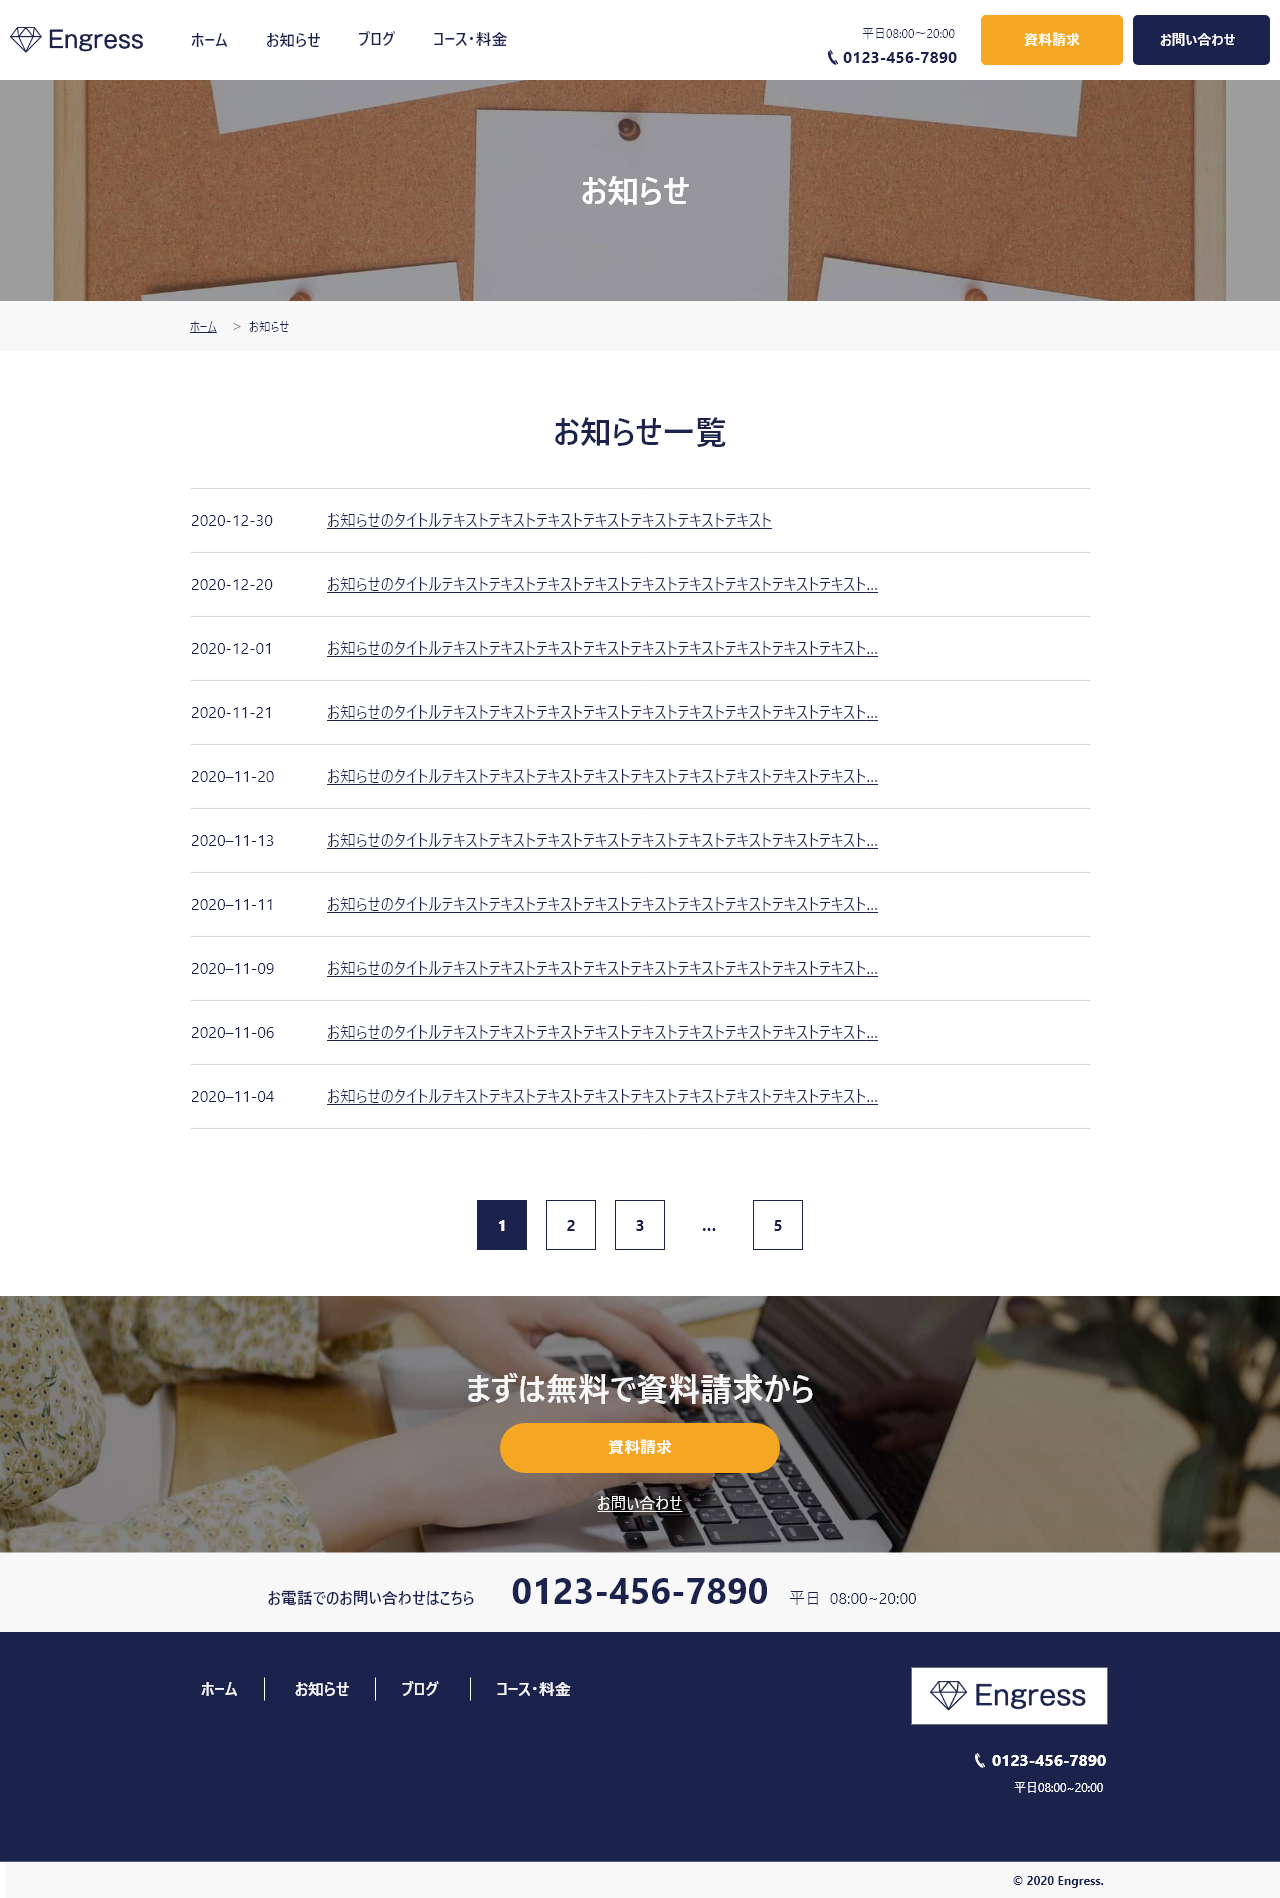 Engress ホーム お知らせ ブログ コース・料金 平日08:00〜20:00 資料請求 お問い合わせ
0123-456-7890
お知らせ
ホーム > お知らせ
お知らせ一覧
2020-12-30 お知らせのタイトルテキストテキストテキストテキストテキストテキストテキスト
2020-12-20 お知らせのタイトルテキストテキストテキストテキストテキストテキストテキストテキストテキスト...
2020-12-01 お知らせのタイトルテキストテキストテキストテキストテキストテキストテキストテキストテキスト...
2020-11-21 お知らせのタイトルテキストテキストテキストテキストテキストテキストテキストテキストテキスト...
2020–11-20 お知らせのタイトルテキストテキストテキストテキストテキストテキストテキストテキストテキスト...
2020–11-13 お知らせのタイトルテキストテキストテキストテキストテキストテキストテキストテキストテキスト...
2020–11-11 お知らせのタイトルテキストテキストテキストテキストテキストテキストテキストテキストテキスト...
2020–11-09 お知らせのタイトルテキストテキストテキストテキストテキストテキストテキストテキストテキスト...
2020–11-06 お知らせのタイトルテキストテキストテキストテキストテキストテキストテキストテキストテキスト...
2020–11-04 お知らせのタイトルテキストテキストテキストテキストテキストテキストテキストテキストテキスト...
1 2 3 ... 5
まずは無料で資料請求から
資料請求
お問い合わせ
お電話でのお問い合わせはこちら 0123-456-7890 平日 08:00~20:00
ホーム お知らせ ブログ コース・料金 Engress
0123-456-7890
平日08:00~20:00
© 2020 Engress.